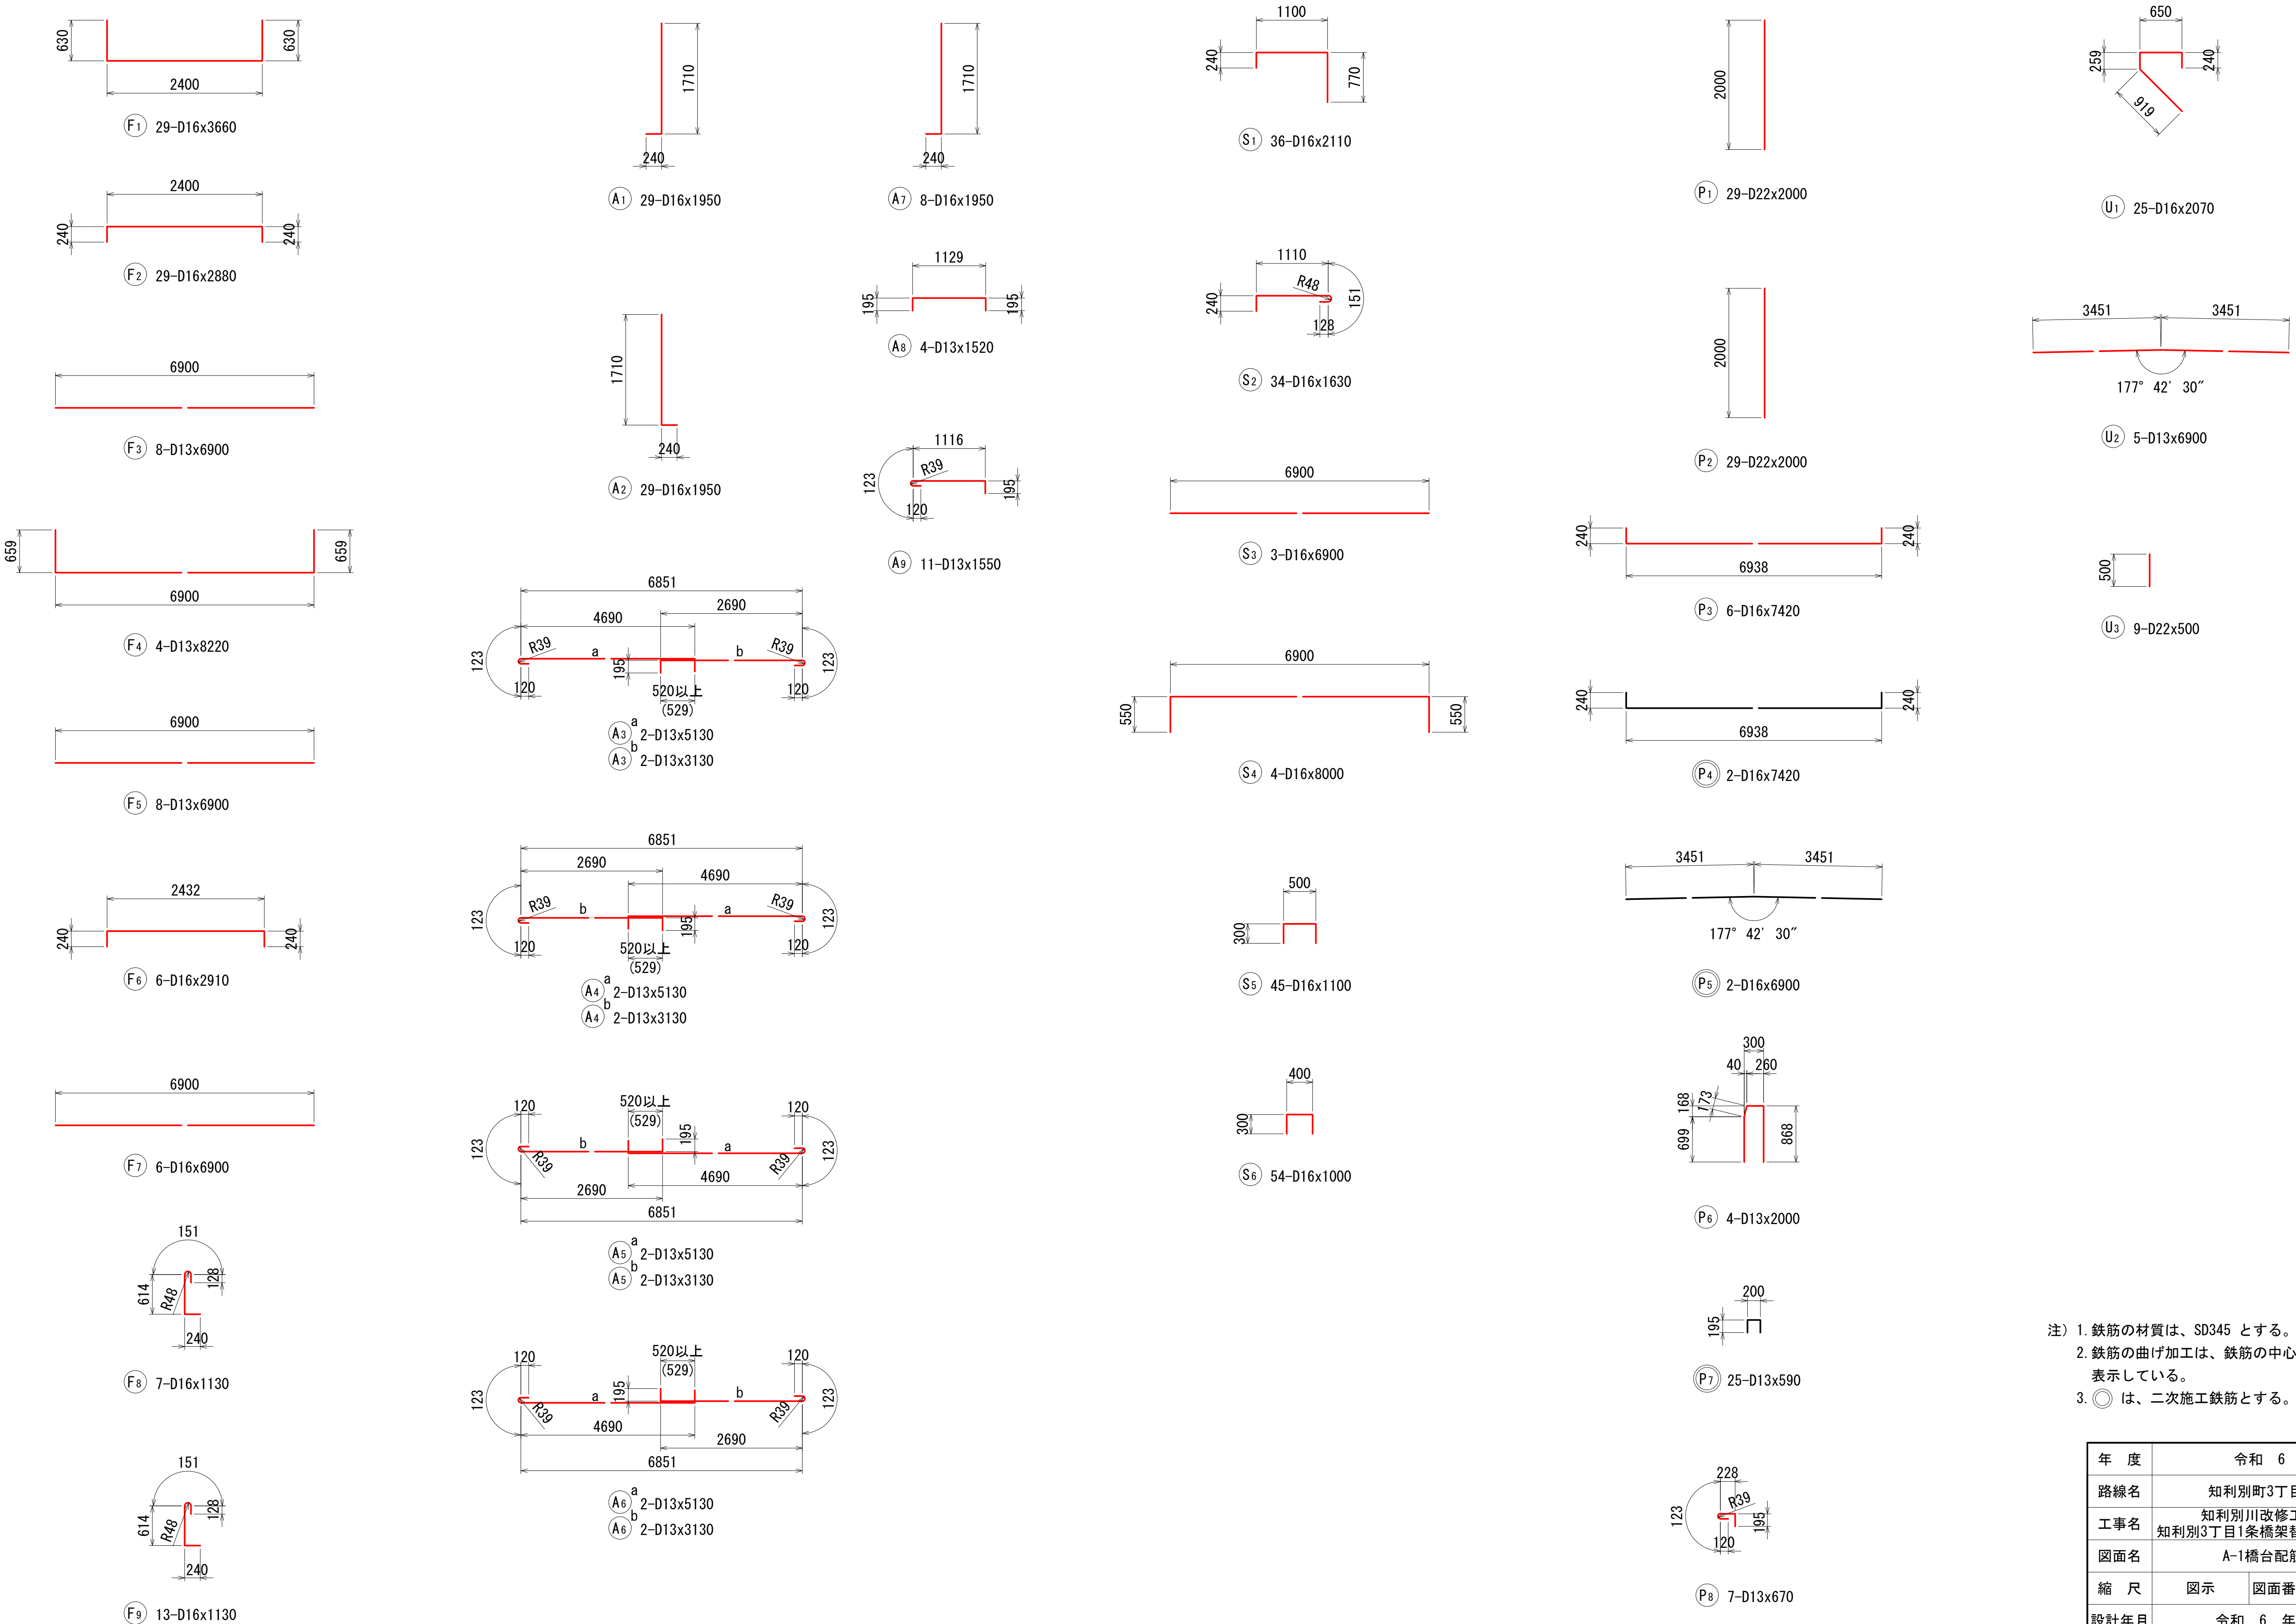 630
630
2400
F1 29-D16x3660
2400
240
240
F2 29-D16x2880
6900
F3 8-D13x6900
659
659
6900
F4 4-D13x8220
6900
F5 8-D13x6900
2432
240
240
F6 6-D16x2910
6900
F7 6-D16x6900
151
614
R48
128
240
F8 7-D16x1130
151
614
R48
128
240
F9 13-D16x1130
1710
240
A1 29-D16x1950
1710
240
A2 29-D16x1950
6851
2690
4690
123
R39
a
195
b
R39
123
120
520以上
(529)
120
A3 a 2-D13x5130
A3 b 2-D13x3130
6851
2690
4690
123
R39
b
a
195
R39
123
120
520以上
(529)
120
A4 a 2-D13x5130
A4 b 2-D13x3130
120
520以上
(529)
120
123
R39
b
195
a
R39
123
4690
2690
6851
A5 a 2-D13x5130
A5 b 2-D13x3130
120
520以上
(529)
120
123
R39
a
195
b
R39
123
4690
2690
6851
A6 a 2-D13x5130
A6 b 2-D13x3130
1710
240
A7 8-D16x1950
1129
195
195
A8 4-D13x1520
1116
123
R39
195
120
A9 11-D13x1550
1100
240
770
S1 36-D16x2110
1110
240
R48
151
128
S2 34-D16x1630
6900
S3 3-D16x6900
6900
550
550
S4 4-D16x8000
500
300
S5 45-D16x1100
400
300
S6 54-D16x1000
2000
P1 29-D22x2000
2000
P2 29-D22x2000
240
240
6938
P3 6-D16x7420
240
240
6938
P4 2-D16x7420
3451
3451
177° 42′ 30″
P5 2-D16x6900
300
40
260
168
173
699
868
P6 4-D13x2000
200
195
P7 25-D13x590
228
123
R39
195
120
P8 7-D13x670
650
259
240
919
U1 25-D16x2070
3451
3451
177° 42′ 30″
U2 5-D13x6900
500
U3 9-D22x500
注) 1. 鉄筋の材質は、SD345 とする。
2. 鉄筋の曲げ加工は、鉄筋の中心
表示している。
3. ◎ は、二次施工鉄筋とする。
年 度 令和 6
路線名 知利別町3丁目
工事名 知利別川改修工
知利別3丁目1条橋架替
図面名 A-1橋台配筋
縮 尺 図示 図面番
設計年月 令和 6 年